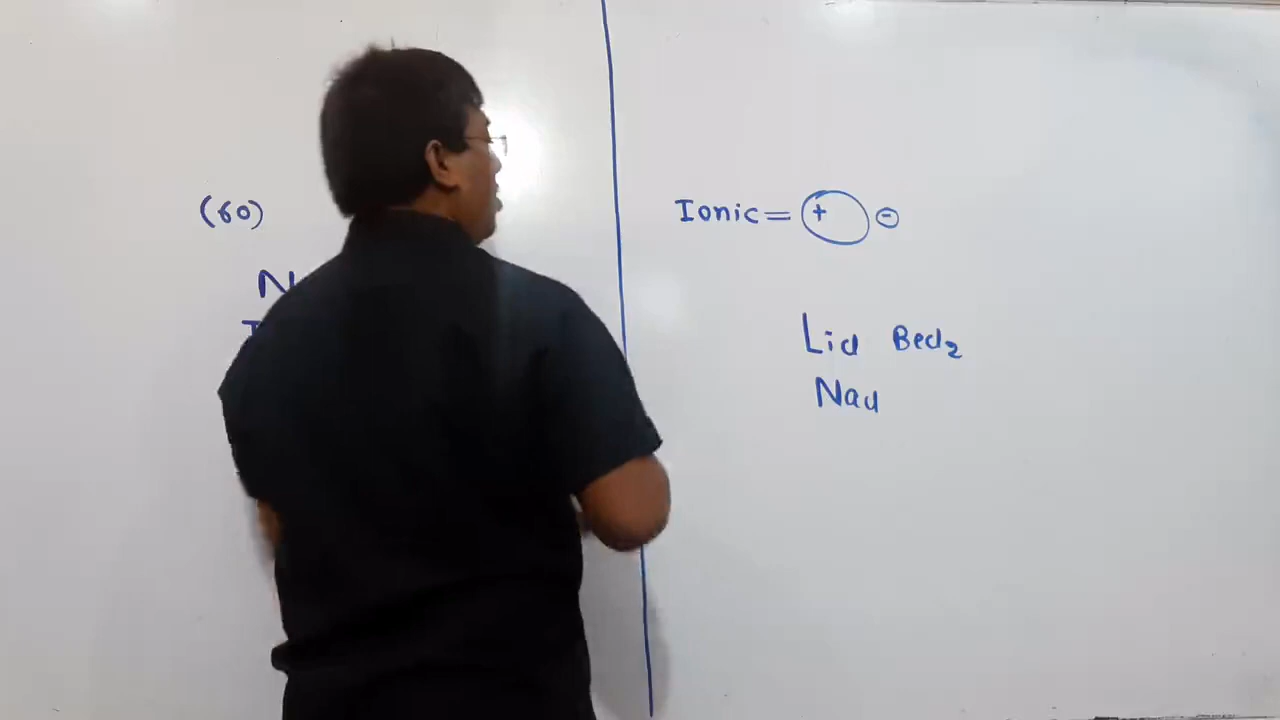 (60)
N
I
Ionic = + -
LiCl BeCl2
NaCl